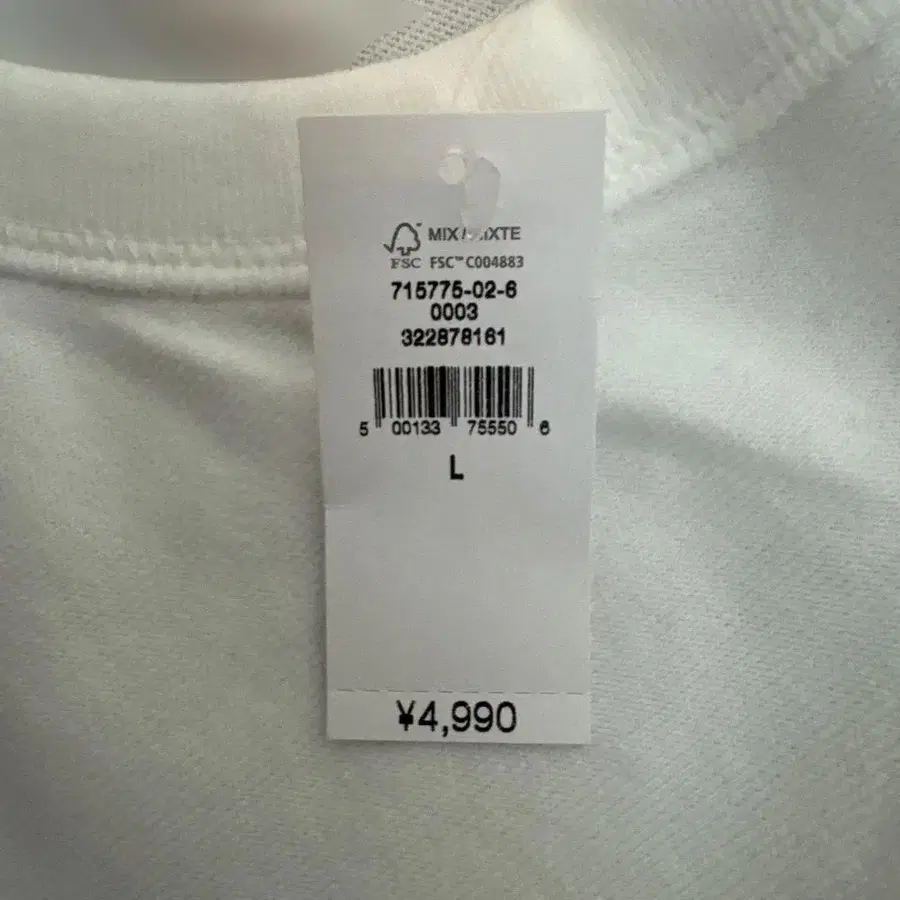 MIX / MIXTE
FSC FSC™ C004883
715775-02-6
0003
322878161
5 00133 75550 6
L
¥4,990